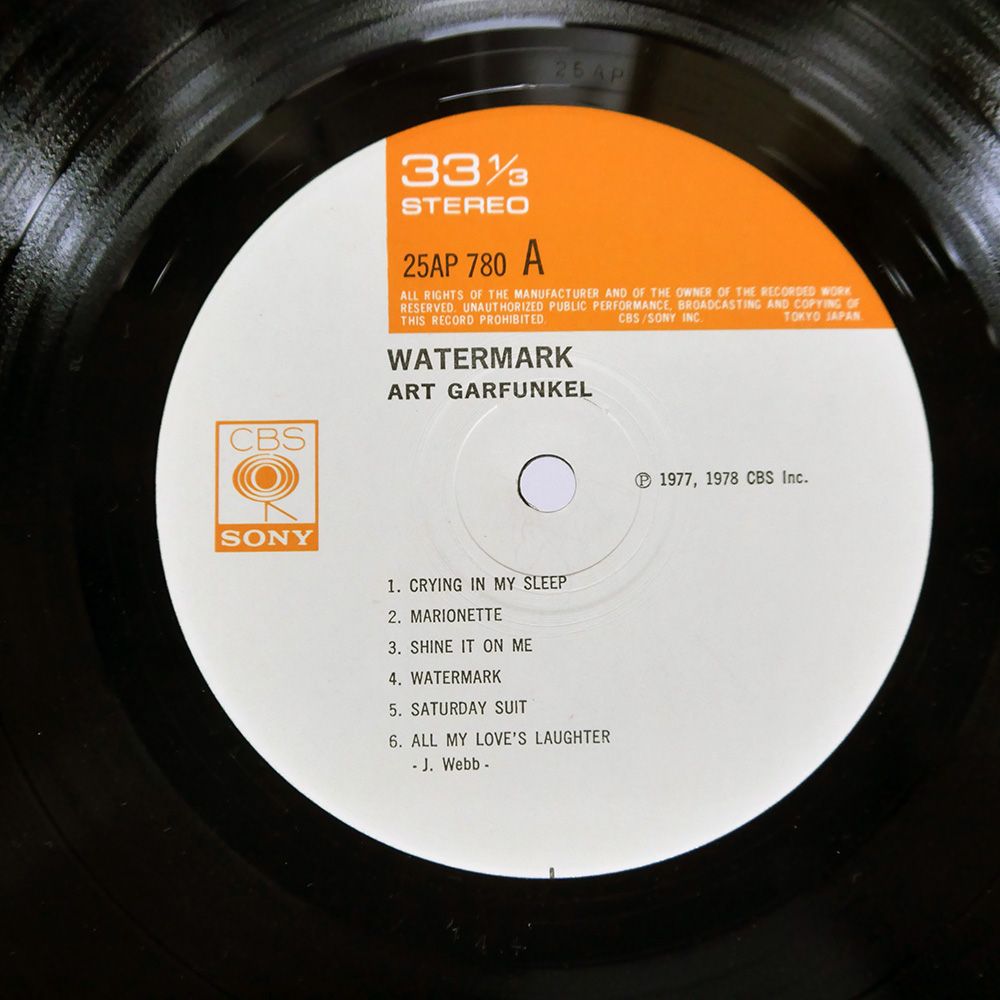 25AP
33 1/3
STEREO
25AP 780 A
ALL RIGHTS OF THE MANUFACTURER AND OF THE OWNER OF THE RECORDED WORK
RESERVED. UNAUTHORIZED PUBLIC PERFORMANCE, BROADCASTING AND COPYING OF
THIS RECORD PROHIBITED. CBS/SONY INC. TOKYO JAPAN.
WATERMARK
ART GARFUNKEL
CBS
SONY
℗ 1977, 1978 CBS Inc.
1. CRYING IN MY SLEEP
2. MARIONETTE
3. SHINE IT ON ME
4. WATERMARK
5. SATURDAY SUIT
6. ALL MY LOVE'S LAUGHTER
- J. Webb -